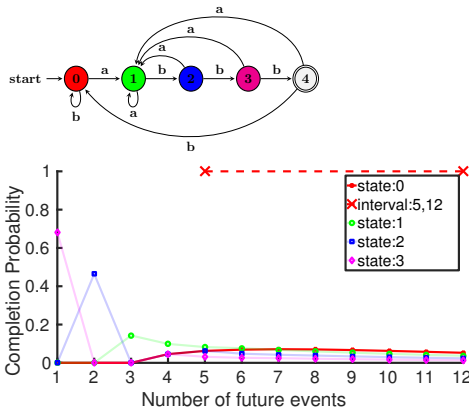 a
a
a
start
0
a
1
b
2
b
3
b
4
b
a
b
Completion Probability
1
0.8
0.6
0.4
0.2
0
state:0
interval:5,12
state:1
state:2
state:3
1 2 3 4 5 6 7 8 9 10 11 12
Number of future events